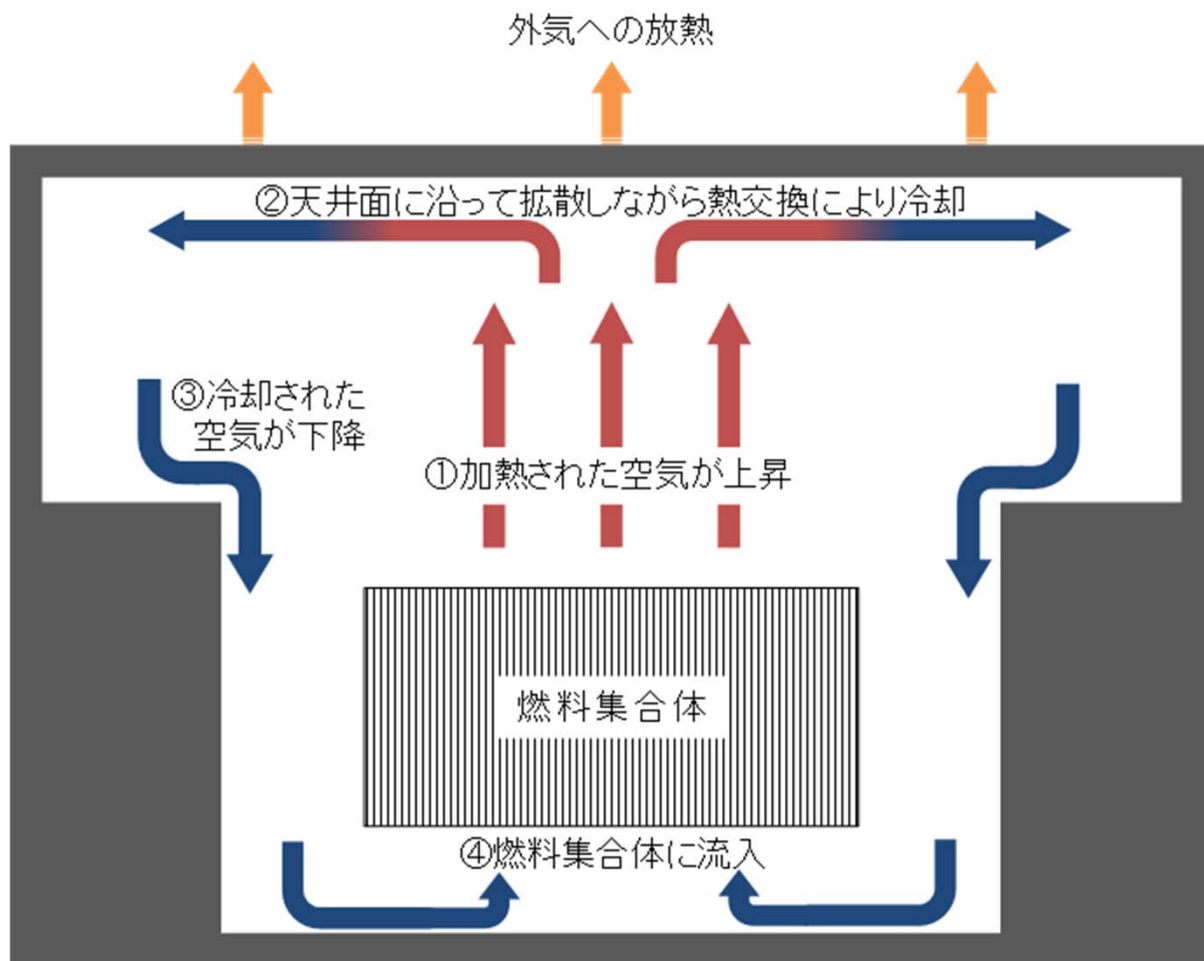 外気への放熱
②天井面に沿って拡散しながら熱交換により冷却
③冷却された
空気が下降
①加熱された空気が上昇
燃料集合体
④燃料集合体に流入